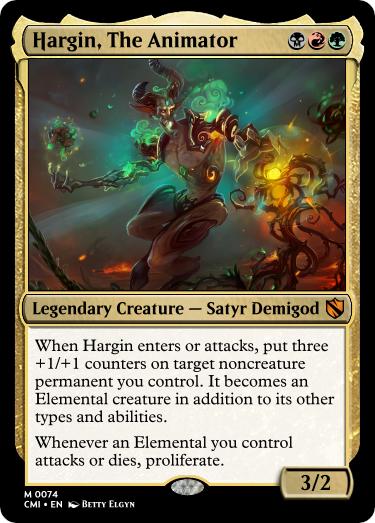 Hargin, The Animator
Legendary Creature — Satyr Demigod
When Hargin enters or attacks, put three
+1/+1 counters on target noncreature
permanent you control. It becomes an
Elemental creature in addition to its other
types and abilities.
Whenever an Elemental you control
attacks or dies, proliferate.
3/2
M 0074
CMI • EN Betty Elgyn